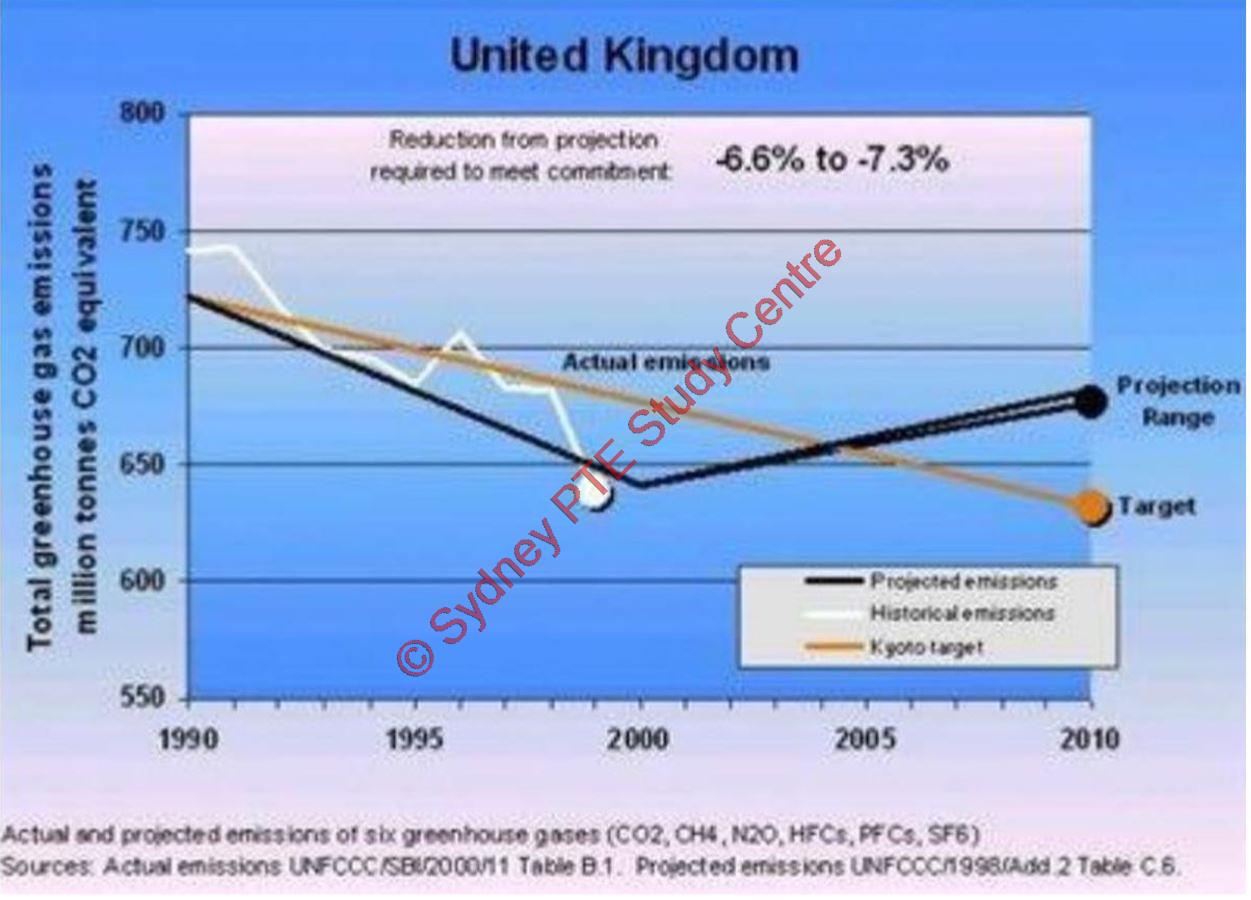 United Kingdom
Total greenhouse gas emissions
million tonnes CO2 equivalent
800
750
700
650
600
550
Reduction from projection
required to meet commitment
-6.6% to -7.3%
Actual emissions
Projection
Range
Target
Projected emissions
Historical emissions
Kyoto target
1990
1995
2000
2005
2010
© Sydney PTE Study Centre
Actual and projected emissions of six greenhouse gases (CO2, CH4, N2O, HFCs, PFCs, SF6)
Sources: Actual emissions UNFCCC/SBI/2000/11 Table B.1. Projected emissions UNFCCC/1998/Add.2 Table C.6.